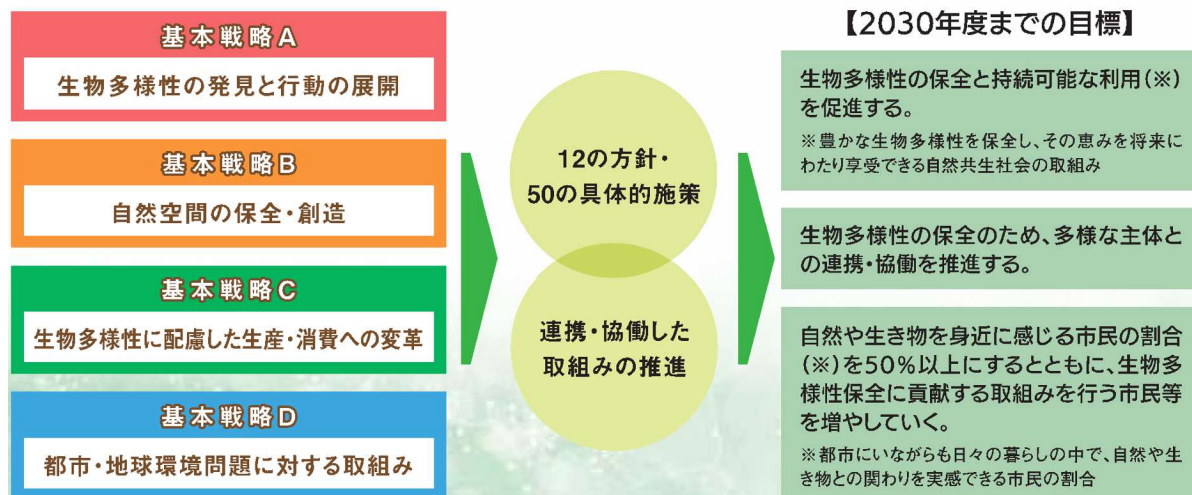 基本戦略A
生物多様性の発見と行動の展開
基本戦略B
自然空間の保全・創造
基本戦略C
生物多様性に配慮した生産・消費への変革
基本戦略D
都市・地球環境問題に対する取組み
12の方針・
50の具体的施策
連携・協働した
取組みの推進
【2030年度までの目標】
生物多様性の保全と持続可能な利用(※)
を促進する。
※豊かな生物多様性を保全し、その恵みを将来に
わたり享受できる自然共生社会の取組み
生物多様性の保全のため、多様な主体と
の連携・協働を推進する。
自然や生き物を身近に感じる市民の割合
(※)を50%以上にするとともに、生物多
様性保全に貢献する取組みを行う市民等
を増やしていく。
※都市にいながらも日々の暮らしの中で、自然や生
き物との関わりを実感できる市民の割合